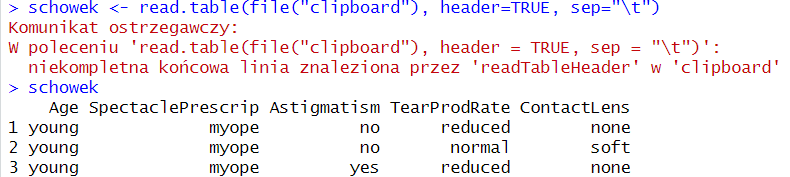 > schowek <- read.table(file("clipboard"), header=TRUE, sep="\t")
Komunikat ostrzegawczy:
W poleceniu 'read.table(file("clipboard"), header = TRUE, sep = "\t")':
  niekompletna końcowa linia znaleziona przez 'readTableHeader' w 'clipboard'
> schowek
    Age SpectaclePrescrip Astigmatism TearProdRate ContactLens
1 young             myope          no      reduced        none
2 young             myope          no       normal        soft
3 young             myope         yes      reduced        none